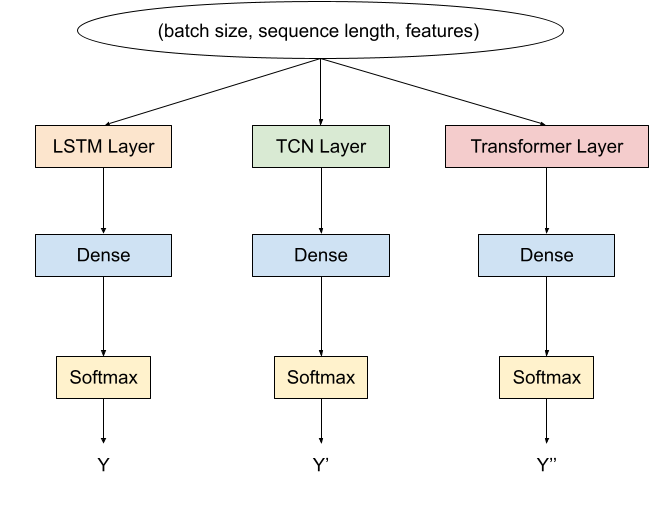 (batch size, sequence length, features)
LSTM Layer
TCN Layer
Transformer Layer
Dense
Dense
Dense
Softmax
Softmax
Softmax
Y
Y’
Y’’